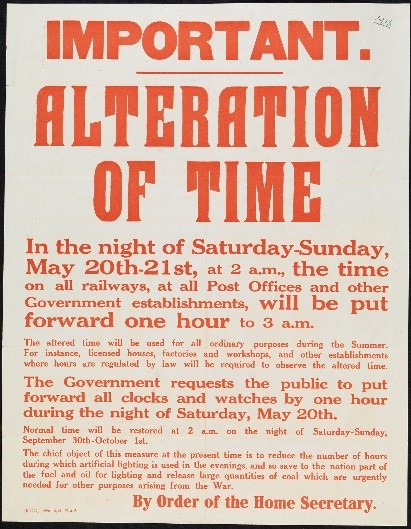 IMPORTANT.
ALTERATION
OF TIME
In the night of Saturday-Sunday,
May 20th-21st, at 2 a.m., the time
on all railways, at all Post Offices and other
Government establishments, will be put
forward one hour to 3 a.m.
The altered time will be used for all ordinary purposes during the Summer.
For instance, licensed houses, factories and workshops, and other establishments
where hours are regulated by law will be required to observe the altered time.
The Government requests the public to put
forward all clocks and watches by one hour
during the night of Saturday, May 20th.
Normal time will be restored at 2 a.m. on the night of Saturday-Sunday,
September 30th-October 1st.
The chief object of this measure at the present time is to reduce the number of hours
during which artificial lighting is used in the evenings, and so save to the nation part of
the fuel and oil for lighting and release large quantities of coal which are urgently
needed for other purposes arising from the War.
By Order of the Home Secretary.